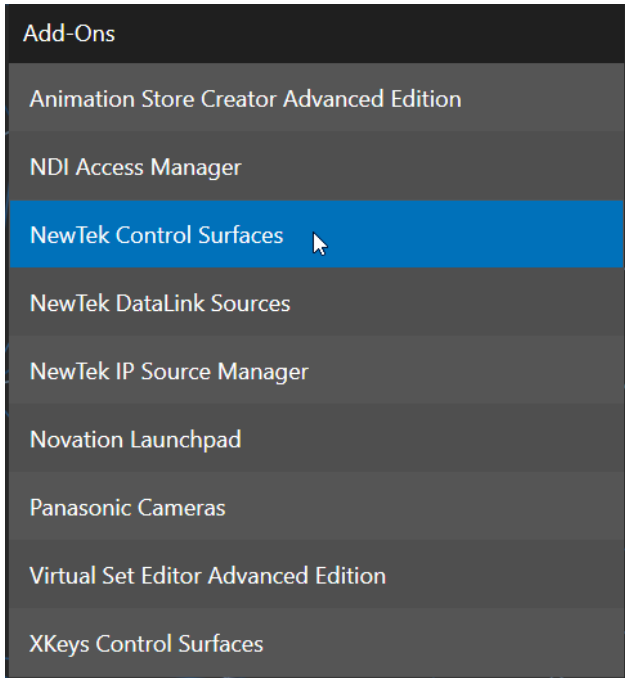 Add-Ons
Animation Store Creator Advanced Edition
NDI Access Manager
NewTek Control Surfaces
NewTek DataLink Sources
NewTek IP Source Manager
Novation Launchpad
Panasonic Cameras
Virtual Set Editor Advanced Edition
XKeys Control Surfaces